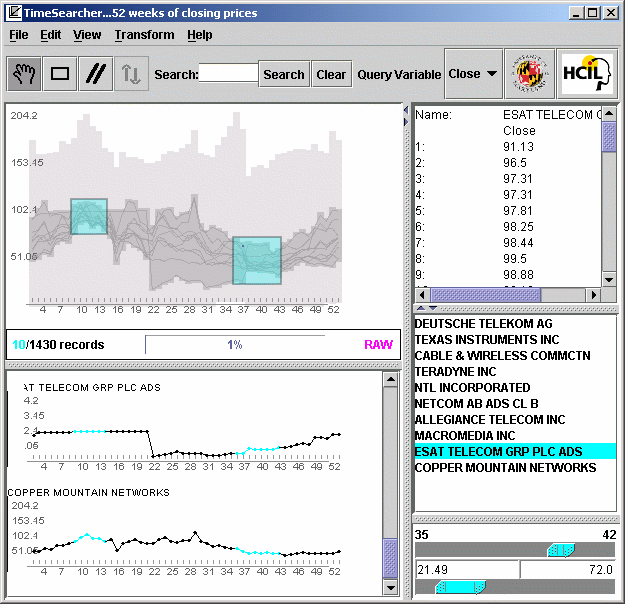 TimeSearcher...52 weeks of closing prices
File Edit View Transform Help
Search: Search Clear Query Variable Close HCIL
204.2
153.45
102.4
51.05
4 7 10 13 16 19 22 25 28 31 34 37 40 43 46 49 52
10/1430 records 1% RAW
AT TELECOM GRP PLC ADS
4.2
3.45
2.4
.05
4 7 10 13 16 19 22 25 28 31 34 37 40 43 46 49 52
COPPER MOUNTAIN NETWORKS
204.2
153.45
102.4
51.05
4 7 10 13 16 19 22 25 28 31 34 37 40 43 46 49 52
Name: ESAT TELECOM G
Close
1: 91.13
2: 96.5
3: 97.31
4: 97.31
5: 97.81
6: 98.25
7: 98.44
8: 99.5
9: 98.88
DEUTSCHE TELEKOM AG
TEXAS INSTRUMENTS INC
CABLE & WIRELESS COMMCTN
TERADYNE INC
NTL INCORPORATED
NETCOM AB ADS CL B
ALLEGIANCE TELECOM INC
MACROMEDIA INC
ESAT TELECOM GRP PLC ADS
COPPER MOUNTAIN NETWORKS
35 42
21.49 72.0